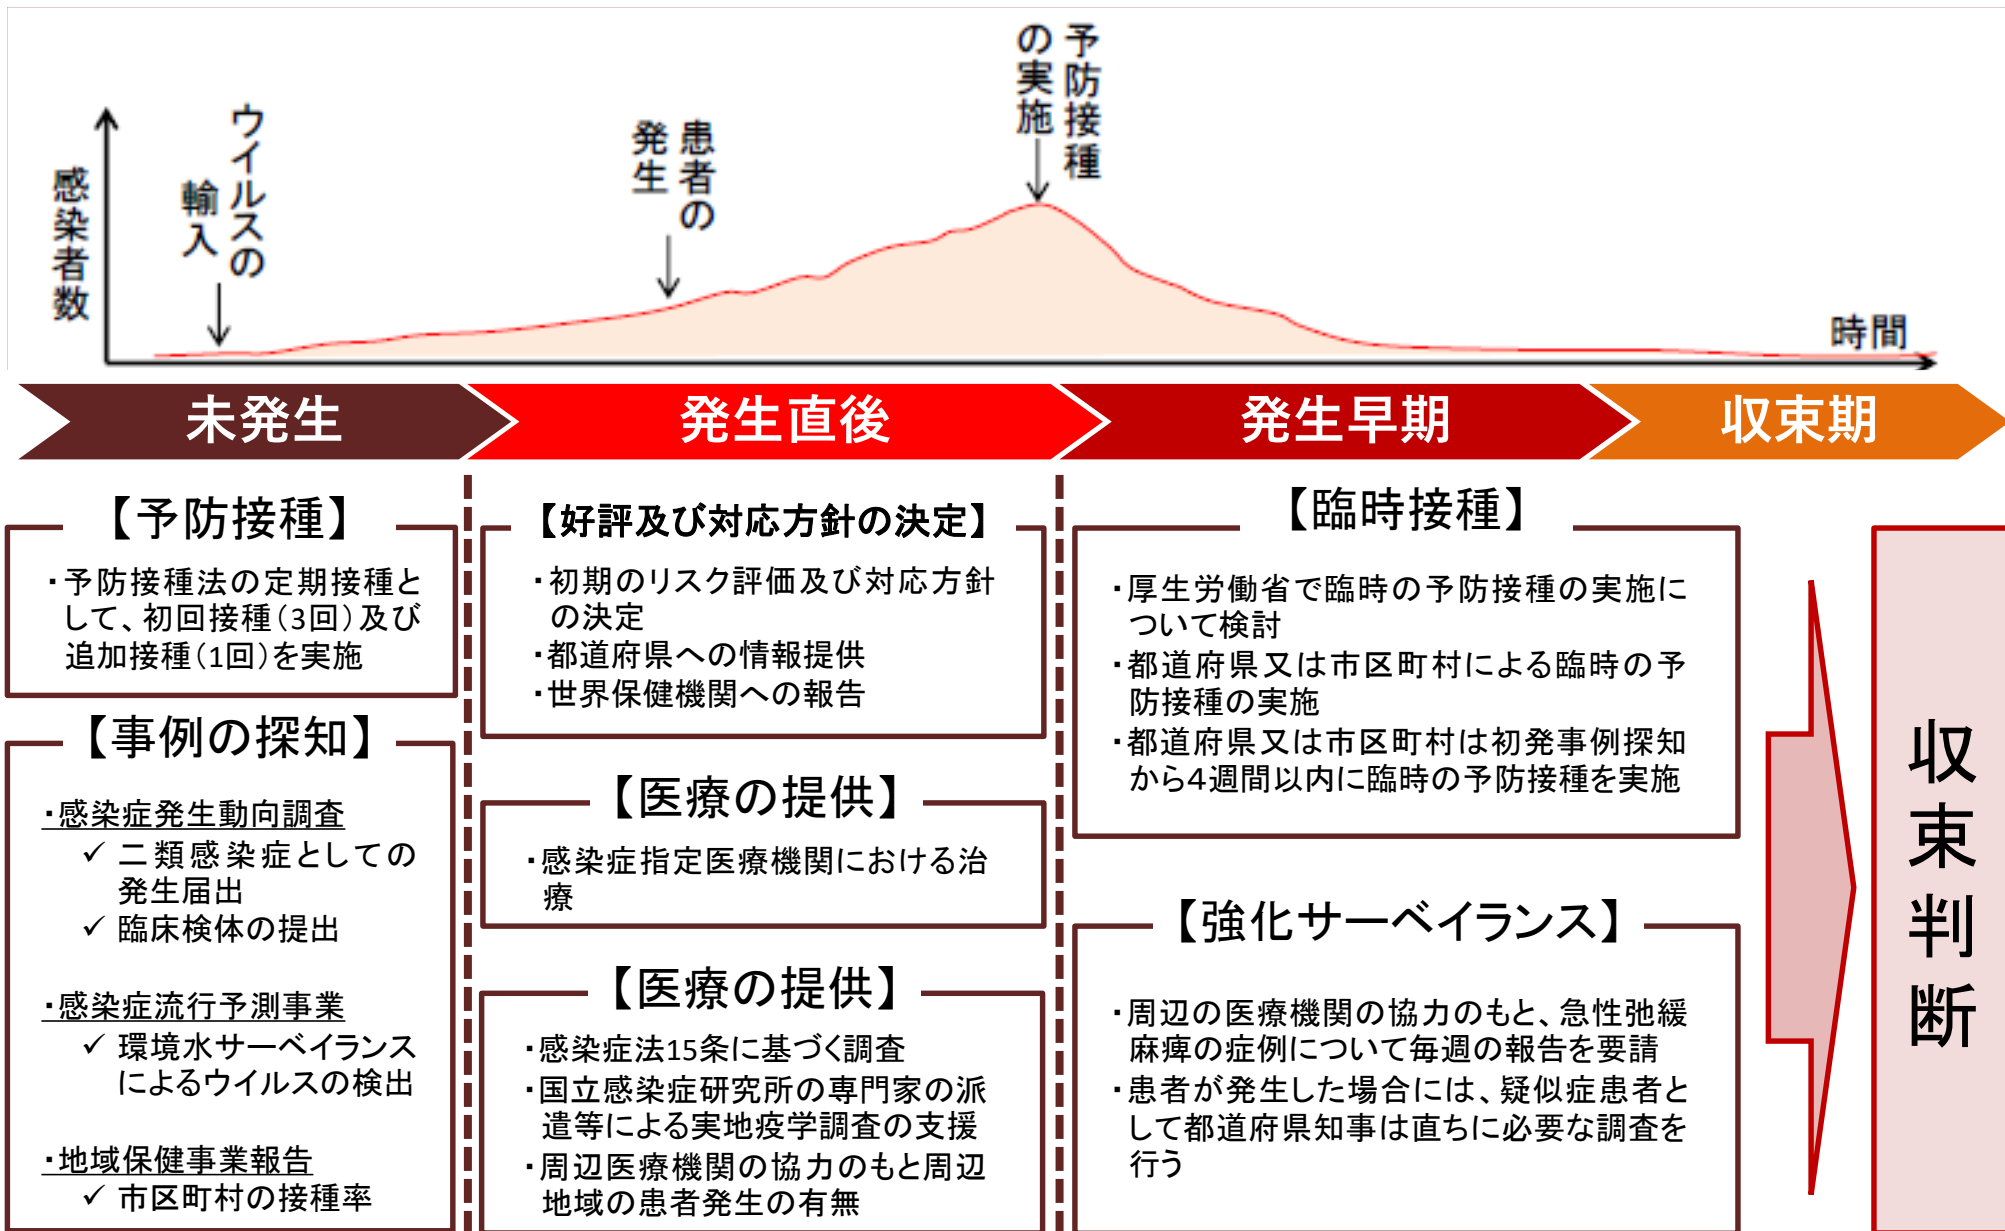 感染者数
ウイルスの
輸入
患者の
発生
予防接種
の実施
時間
未発生
発生直後
発生早期
収束期
【予防接種】
・予防接種法の定期接種と
して、初回接種（3回）及び
追加接種（1回）を実施
【事例の探知】
・感染症発生動向調査
✓ 二類感染症としての
発生届出
✓ 臨床検体の提出
・感染症流行予測事業
✓ 環境水サーベイランス
によるウイルスの検出
・地域保健事業報告
✓ 市区町村の接種率
【好評及び対応方針の決定】
・初期のリスク評価及び対応方針
の決定
・都道府県への情報提供
・世界保健機関への報告
【医療の提供】
・感染症指定医療機関における治
療
【医療の提供】
・感染症法15条に基づく調査
・国立感染症研究所の専門家の派
遣等による実地疫学調査の支援
・周辺医療機関の協力のもと周辺
地域の患者発生の有無
【臨時接種】
・厚生労働省で臨時の予防接種の実施に
ついて検討
・都道府県又は市区町村による臨時の予
防接種の実施
・都道府県又は市区町村は初発事例探知
から4週間以内に臨時の予防接種を実施
【強化サーベイランス】
・周辺の医療機関の協力のもと、急性弛緩
麻痺の症例について毎週の報告を要請
・患者が発生した場合には、疑似症患者と
して都道府県知事は直ちに必要な調査を
行う
収束判断